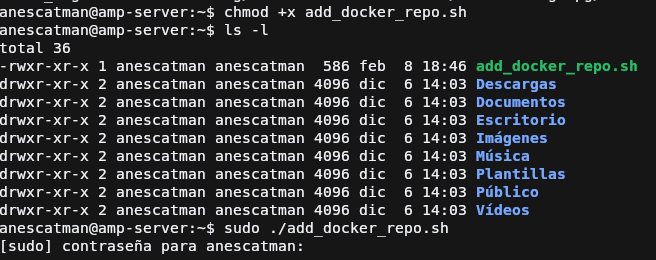 anescatman@amp-server:~$ chmod +x add_docker_repo.sh
anescatman@amp-server:~$ ls -l
total 36
-rwxr-xr-x 1 anescatman anescatman  586 feb  8 18:46 add_docker_repo.sh
drwxr-xr-x 2 anescatman anescatman 4096 dic  6 14:03 Descargas
drwxr-xr-x 2 anescatman anescatman 4096 dic  6 14:03 Documentos
drwxr-xr-x 2 anescatman anescatman 4096 dic  6 14:03 Escritorio
drwxr-xr-x 2 anescatman anescatman 4096 dic  6 14:03 Imágenes
drwxr-xr-x 2 anescatman anescatman 4096 dic  6 14:03 Música
drwxr-xr-x 2 anescatman anescatman 4096 dic  6 14:03 Plantillas
drwxr-xr-x 2 anescatman anescatman 4096 dic  6 14:03 Público
drwxr-xr-x 2 anescatman anescatman 4096 dic  6 14:03 Vídeos
anescatman@amp-server:~$ sudo ./add_docker_repo.sh
[sudo] contraseña para anescatman: